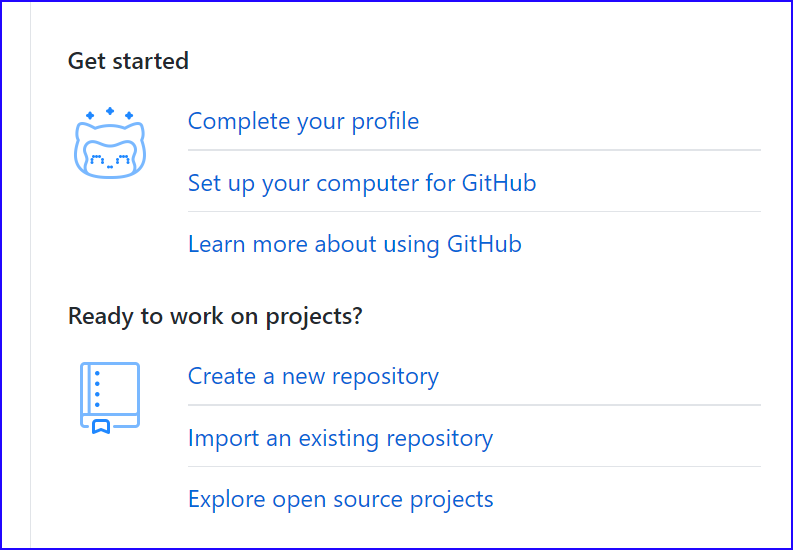 Get started
Complete your profile
Set up your computer for GitHub
Learn more about using GitHub
Ready to work on projects?
Create a new repository
Import an existing repository
Explore open source projects